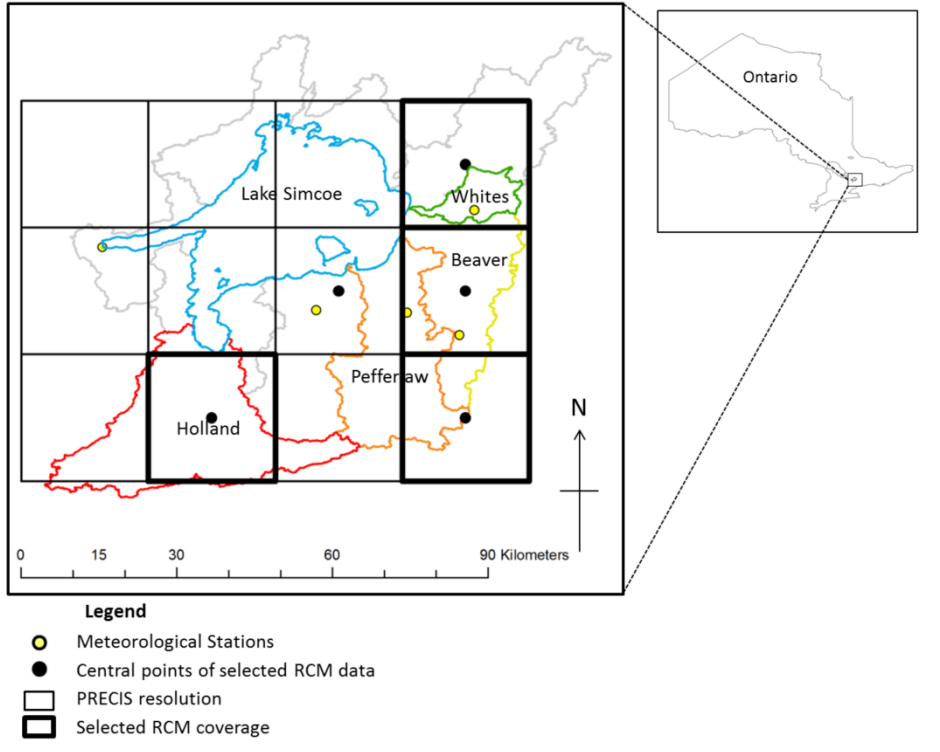 Ontario
Lake Simcoe
Whites
Beaver
Pefferlaw
Holland
N
0 15 30 60 90 Kilometers
Legend
Meteorological Stations
Central points of selected RCM data
PRECIS resolution
Selected RCM coverage